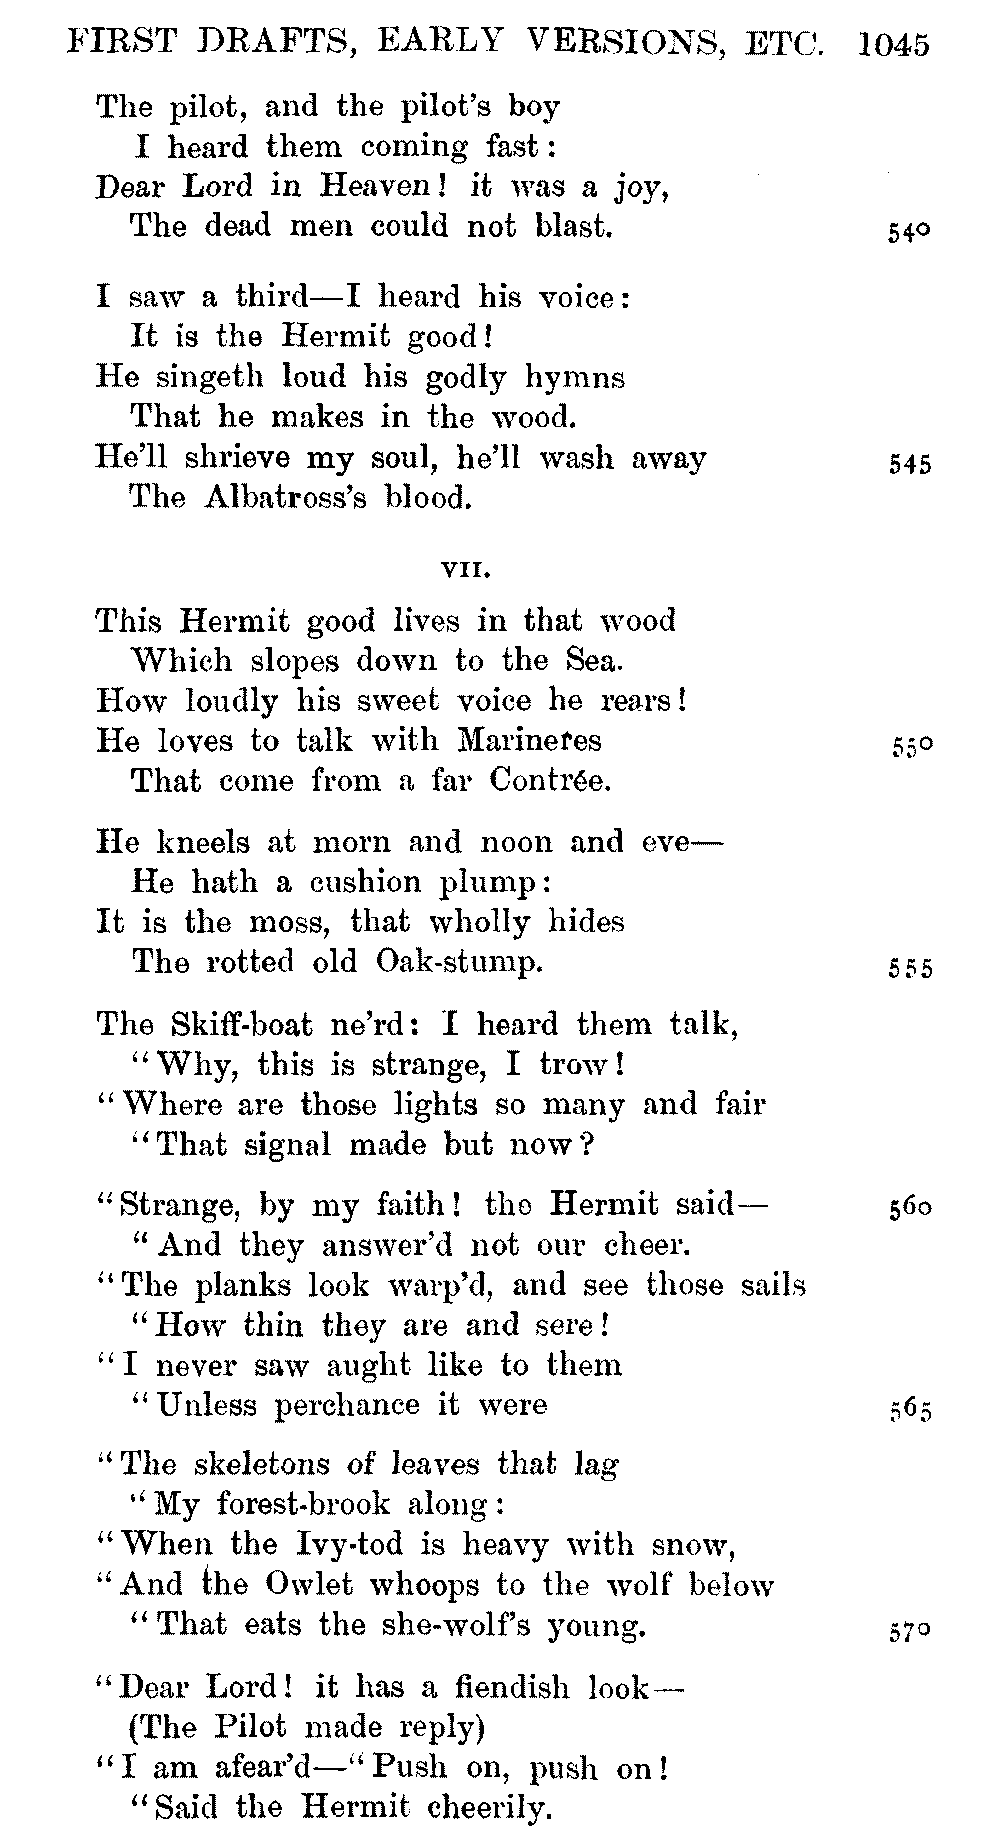 FIRST DRAFTS, EARLY VERSIONS, ETC. 1045
The pilot, and the pilot's boy
I heard them coming fast:
Dear Lord in Heaven! it was a joy,
The dead men could not blast. 540
I saw a third—I heard his voice:
It is the Hermit good!
He singeth loud his godly hymns
That he makes in the wood.
He'll shrieve my soul, he'll wash away 545
The Albatross's blood.
VII.
This Hermit good lives in that wood
Which slopes down to the Sea.
How loudly his sweet voice he rears!
He loves to talk with Marineres 550
That come from a far Contrée.
He kneels at morn and noon and eve—
He hath a cushion plump:
It is the moss, that wholly hides
The rotted old Oak-stump. 555
The Skiff-boat ne'rd: I heard them talk,
"Why, this is strange, I trow!
"Where are those lights so many and fair
"That signal made but now?
"Strange, by my faith! the Hermit said— 560
"And they answer'd not our cheer.
"The planks look warp'd, and see those sails
"How thin they are and sere!
"I never saw aught like to them
"Unless perchance it were 565
"The skeletons of leaves that lag
"My forest-brook along:
"When the Ivy-tod is heavy with snow,
"And the Owlet whoops to the wolf below
"That eats the she-wolf's young. 570
"Dear Lord! it has a fiendish look—
(The Pilot made reply)
"I am afear'd—"Push on, push on!
"Said the Hermit cheerily.